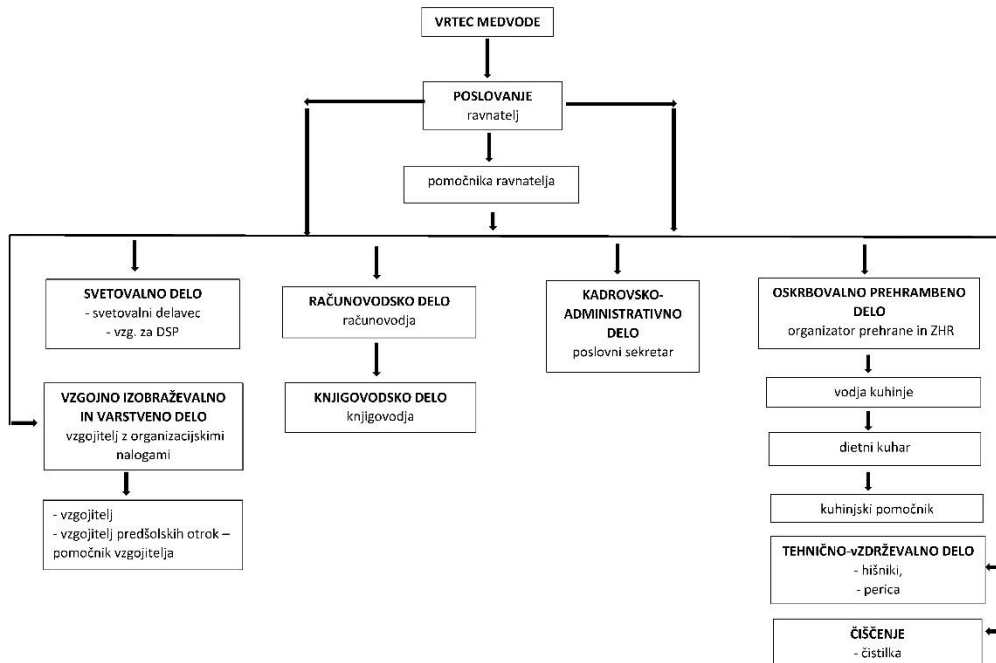 VRTEC MEDVODE
POSLOVANJE
ravnatelj
pomočnika ravnatelja
SVETOVALNO DELO
- svetovalni delavec
- vzg. za DSP
RAČUNOVODSKO DELO
računovodja
KADROVSKO-
ADMINISTRATIVNO
DELO
poslovni sekretar
OSKRBOVALNO PREHRAMBENO
DELO
organizator prehrane in ZHR
VZGOJNO IZOBRAŽEVALNO
IN VARSTVENO DELO
vzgojitelj z organizacijskimi
nalogami
KNJIGOVODSKO DELO
knjigovodja
vodja kuhinje
dietni kuhar
- vzgojitelj
- vzgojitelj predšolskih otrok –
pomočnik vzgojitelja
kuhinjski pomočnik
TEHNIČNO-vZDRŽEVALNO DELO
- hišniki,
- perica
ČIŠČENJE
- čistilka